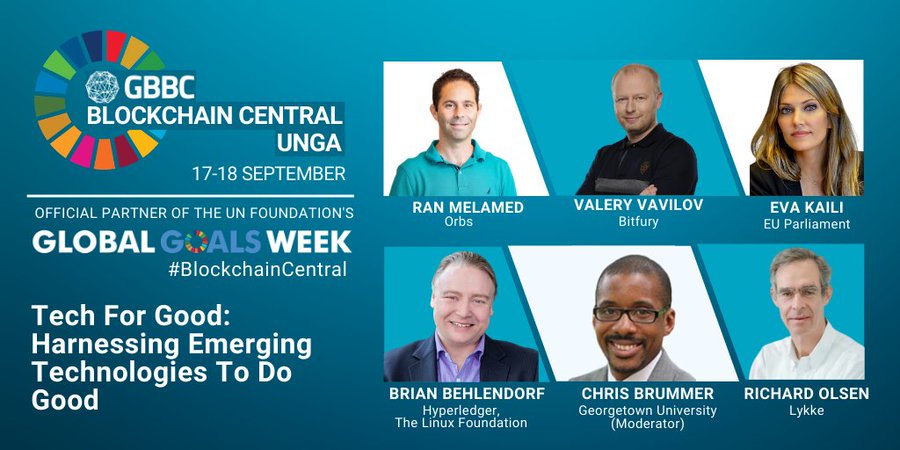 GBBC
BLOCKCHAIN CENTRAL
UNGA
17-18 SEPTEMBER
OFFICIAL PARTNER OF THE UN FOUNDATION'S
GLOBAL GOALS WEEK
#BlockchainCentral
Tech For Good:
Harnessing Emerging
Technologies To Do
Good
RAN MELAMED
Orbs
VALERY VAVILOV
Bitfury
EVA KAILI
EU Parliament
BRIAN BEHLENDORF
Hyperledger,
The Linux Foundation
CHRIS BRUMMER
Georgetown University
(Moderator)
RICHARD OLSEN
Lykke